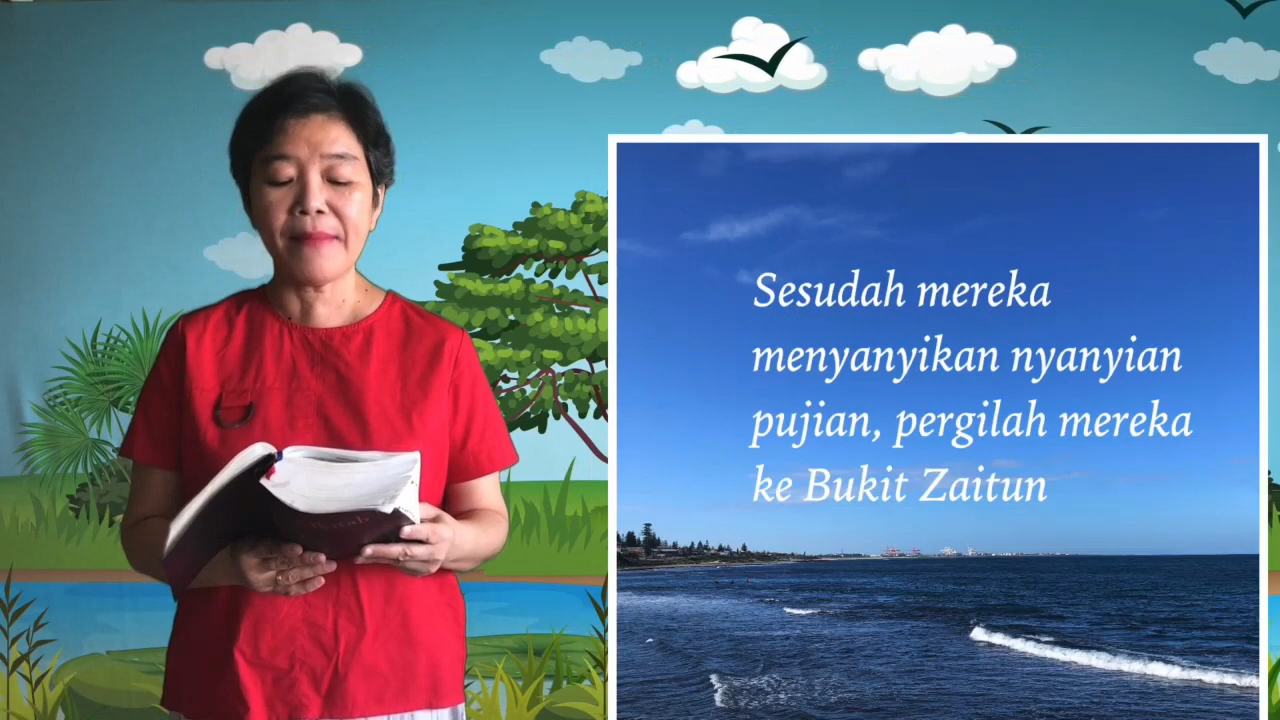 Sesudah mereka
menyanyikan nyanyian
pujian, pergilah mereka
ke Bukit Zaitun